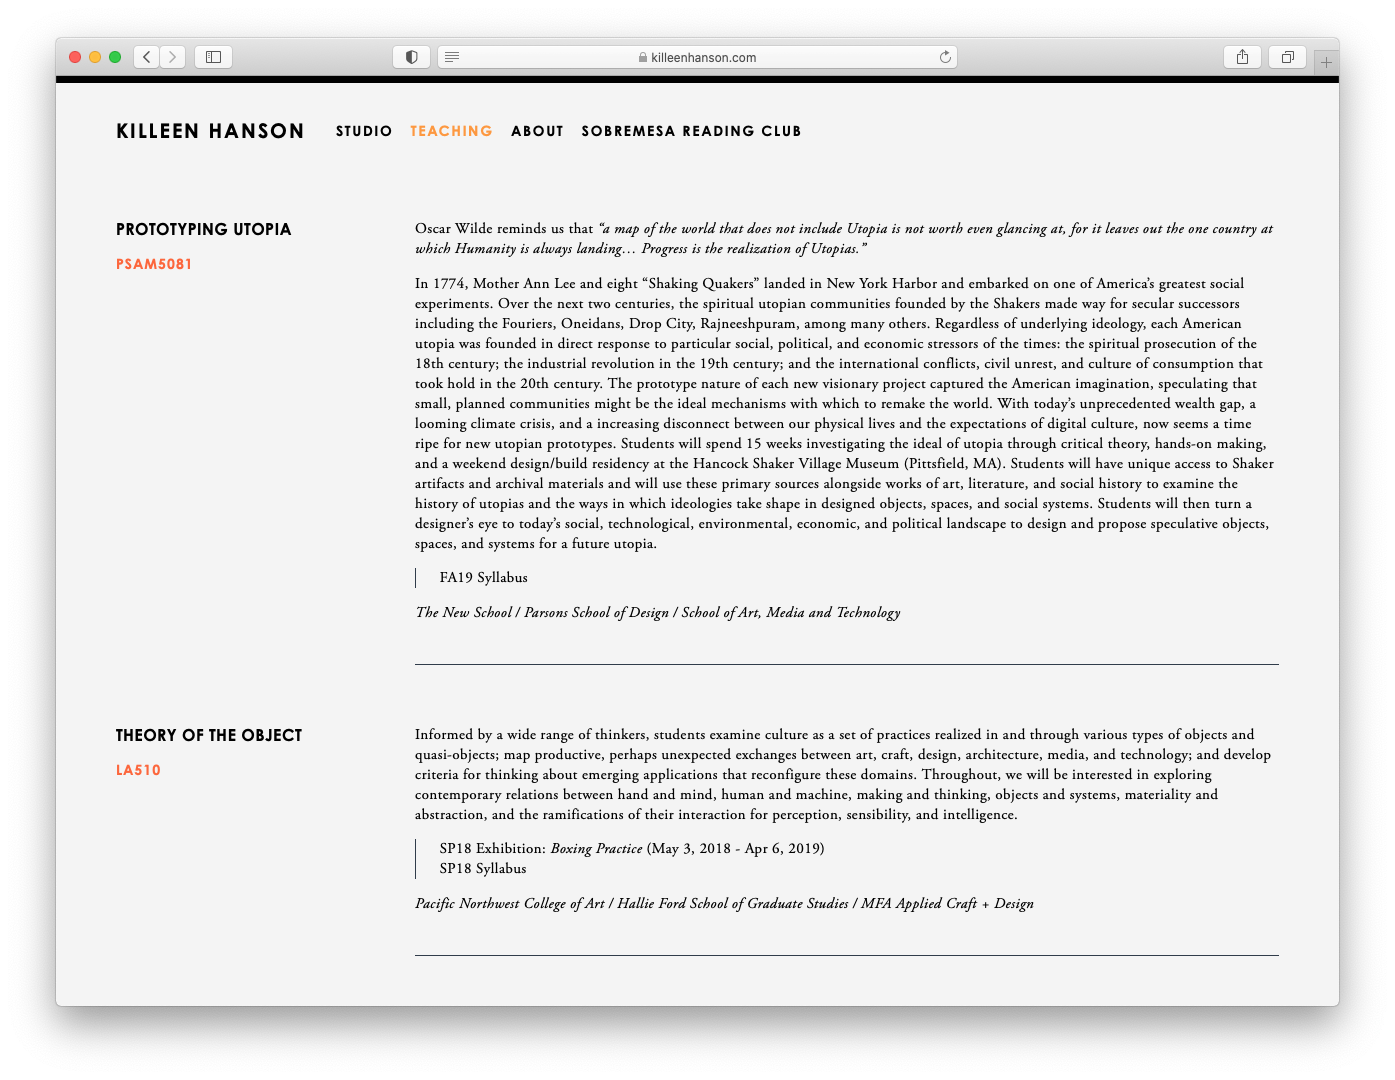 killeenhanson.com
KILLEEN HANSON STUDIO TEACHING ABOUT SOBREMESA READING CLUB
PROTOTYPING UTOPIA
PSAM5081
Oscar Wilde reminds us that “a map of the world that does not include Utopia is not worth even glancing at, for it leaves out the one country at
which Humanity is always landing… Progress is the realization of Utopias.”
In 1774, Mother Ann Lee and eight “Shaking Quakers” landed in New York Harbor and embarked on one of America’s greatest social
experiments. Over the next two centuries, the spiritual utopian communities founded by the Shakers made way for secular successors
including the Fouriers, Oneidans, Drop City, Rajneeshpuram, among many others. Regardless of underlying ideology, each American
utopia was founded in direct response to particular social, political, and economic stressors of the times: the spiritual prosecution of the
18th century; the industrial revolution in the 19th century; and the international conflicts, civil unrest, and culture of consumption that
took hold in the 20th century. The prototype nature of each new visionary project captured the American imagination, speculating that
small, planned communities might be the ideal mechanisms with which to remake the world. With today’s unprecedented wealth gap, a
looming climate crisis, and a increasing disconnect between our physical lives and the expectations of digital culture, now seems a time
ripe for new utopian prototypes. Students will spend 15 weeks investigating the ideal of utopia through critical theory, hands-on making,
and a weekend design/build residency at the Hancock Shaker Village Museum (Pittsfield, MA). Students will have unique access to Shaker
artifacts and archival materials and will use these primary sources alongside works of art, literature, and social history to examine the
history of utopias and the ways in which ideologies take shape in designed objects, spaces, and social systems. Students will then turn a
designer’s eye to today’s social, technological, environmental, economic, and political landscape to design and propose speculative objects,
spaces, and systems for a future utopia.
FA19 Syllabus
The New School / Parsons School of Design / School of Art, Media and Technology
THEORY OF THE OBJECT
LA510
Informed by a wide range of thinkers, students examine culture as a set of practices realized in and through various types of objects and
quasi-objects; map productive, perhaps unexpected exchanges between art, craft, design, architecture, media, and technology; and develop
criteria for thinking about emerging applications that reconfigure these domains. Throughout, we will be interested in exploring
contemporary relations between hand and mind, human and machine, making and thinking, objects and systems, materiality and
abstraction, and the ramifications of their interaction for perception, sensibility, and intelligence.
SP18 Exhibition: Boxing Practice (May 3, 2018 - Apr 6, 2019)
SP18 Syllabus
Pacific Northwest College of Art / Hallie Ford School of Graduate Studies / MFA Applied Craft + Design